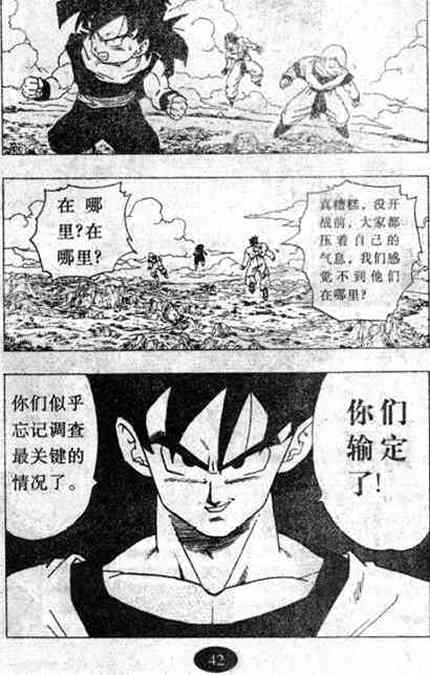 真糟糕，没开
战前，大家都
压着自己的
气息，我们感
觉不到他们
在哪里？
在哪
里？在
哪里？
你们
输定
了！
你们似乎
忘记调查
最关键的
情况了。
42